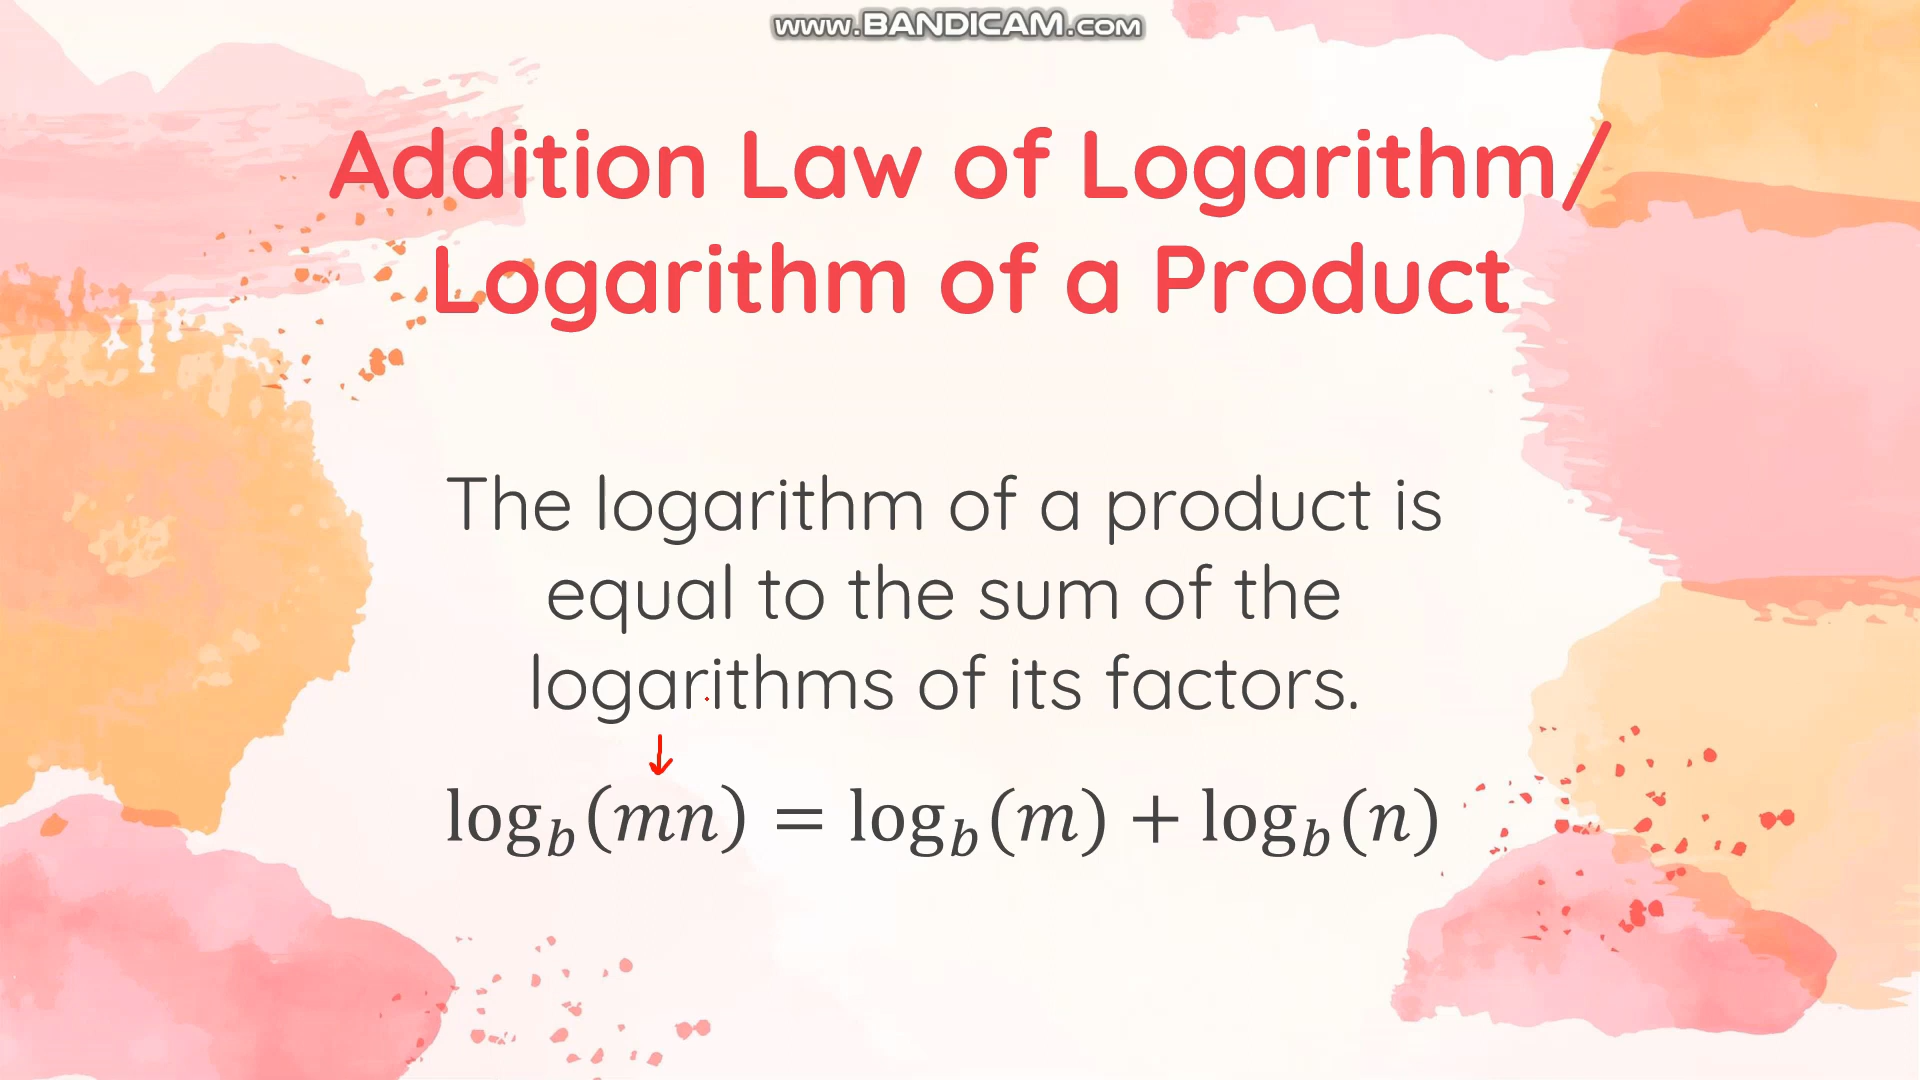 www.BANDICAM.com
Addition Law of Logarithm/
Logarithm of a Product
The logarithm of a product is
equal to the sum of the
logarithms of its factors.
log_b(mn) = log_b(m) + log_b(n)